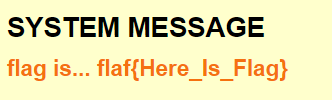 SYSTEM MESSAGE
flag is... flaf{Here_Is_Flag}